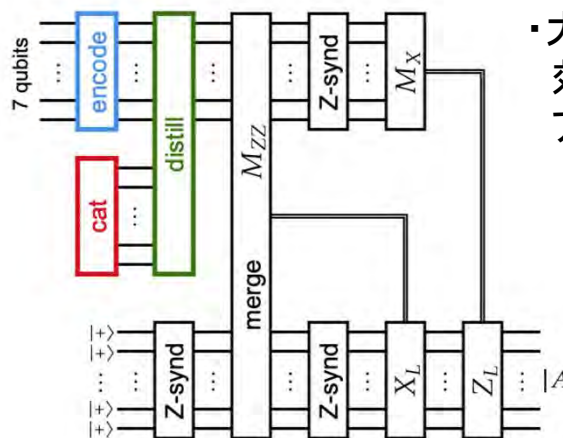 7 qubits
encode
cat
distill
merge M_ZZ
Z-synd
M_X
|+⟩
|+⟩
|+⟩
|+⟩
Z-synd
Z-synd
X_L
Z_L
|A